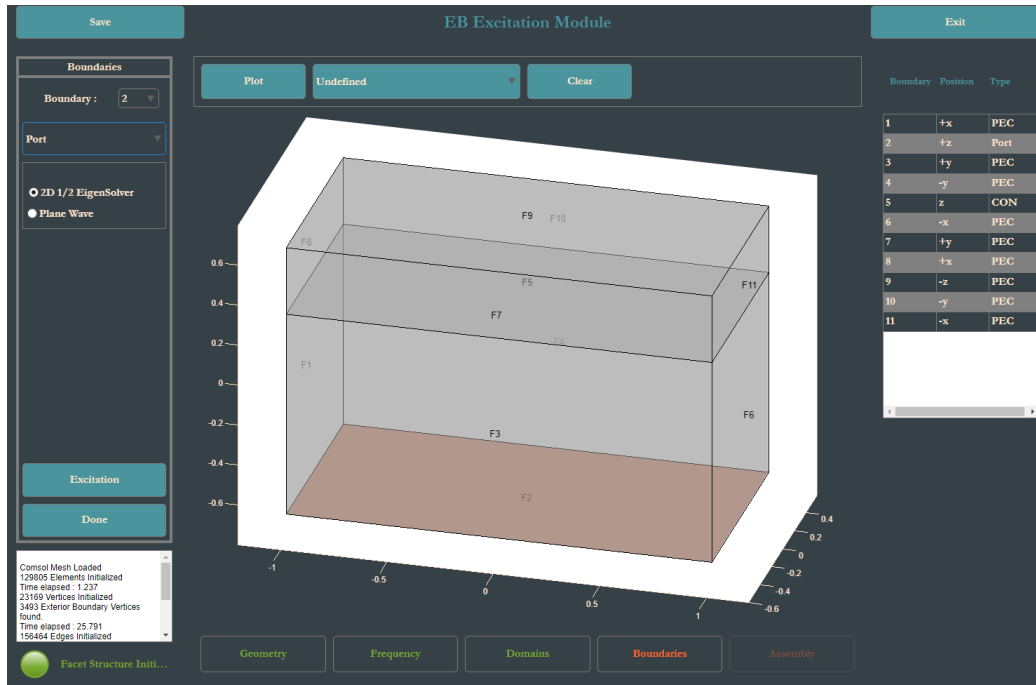 Save
EB Excitation Module
Exit
Boundaries
Boundary :
2
Port
2D 1/2 EigenSolver
Plane Wave
Excitation
Done
Comsol Mesh Loaded
129805 Elements Initialized
Time elapsed : 1.237
23169 Vertices Initialized
3493 Exterior Boundary Vertices
found.
Time elapsed : 25.791
156464 Edges Initialized
Facet Structure Initi...
Plot
Undefined
Clear
F9
F10
F8
F5
F11
F7
F4
F1
F6
F3
F2
0.6
0.4
0.2
0
-0.2
-0.4
-0.6
-1
-0.5
0
0.5
1
0.4
0.2
0
-0.2
-0.4
-0.6
Geometry
Frequency
Domains
Boundaries
Assembly
Boundary Position Type
1 +x PEC
2 +z Port
3 +y PEC
4 -y PEC
5 z CON
6 -x PEC
7 +y PEC
8 +x PEC
9 -z PEC
10 -y PEC
11 -x PEC